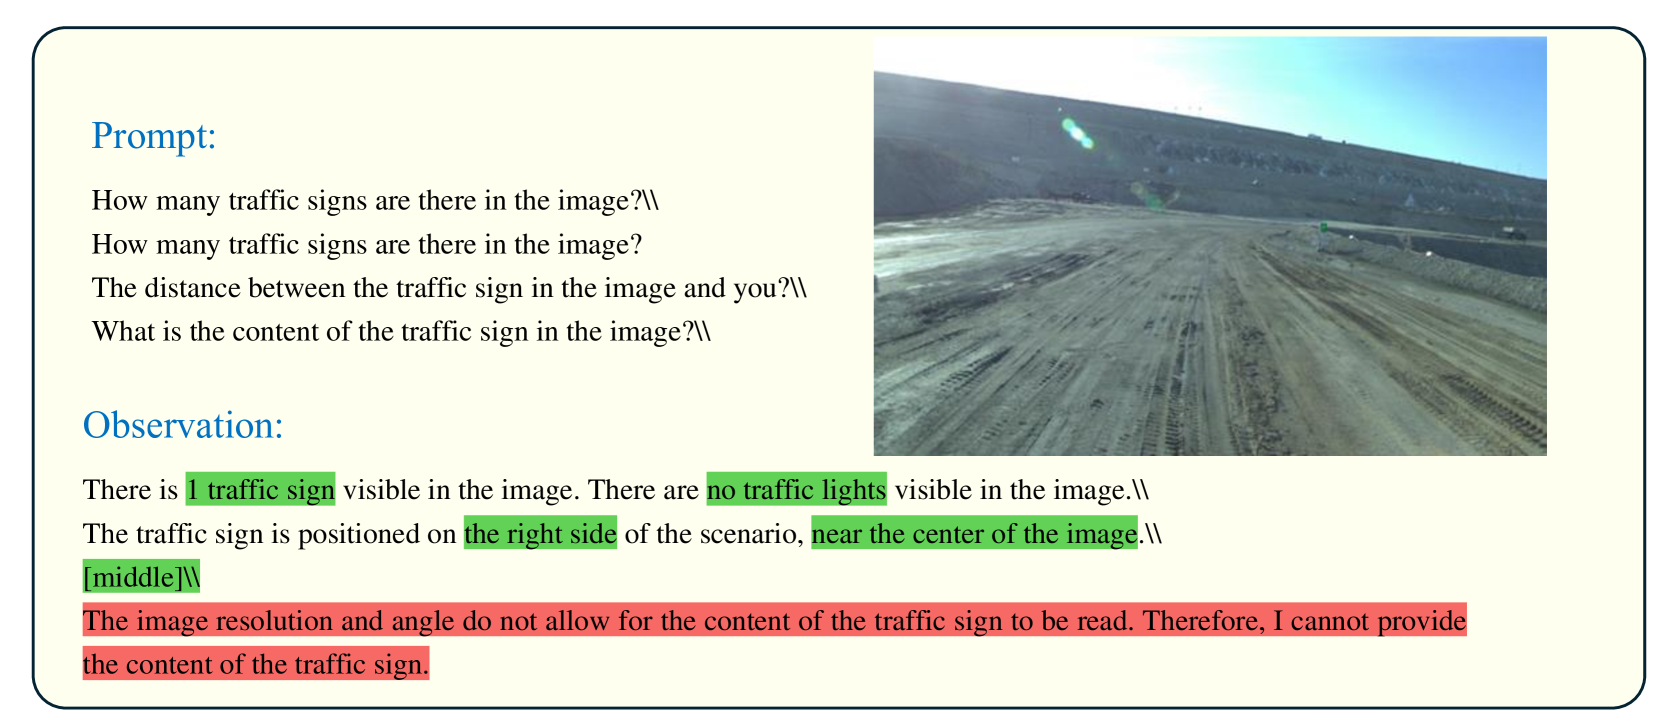 Prompt:
How many traffic signs are there in the image?\\
How many traffic signs are there in the image?
The distance between the traffic sign in the image and you?\\
What is the content of the traffic sign in the image?\\
Observation:
There is 1 traffic sign visible in the image. There are no traffic lights visible in the image.\\
The traffic sign is positioned on the right side of the scenario, near the center of the image.\\
[middle]\\
The image resolution and angle do not allow for the content of the traffic sign to be read. Therefore, I cannot provide
the content of the traffic sign.